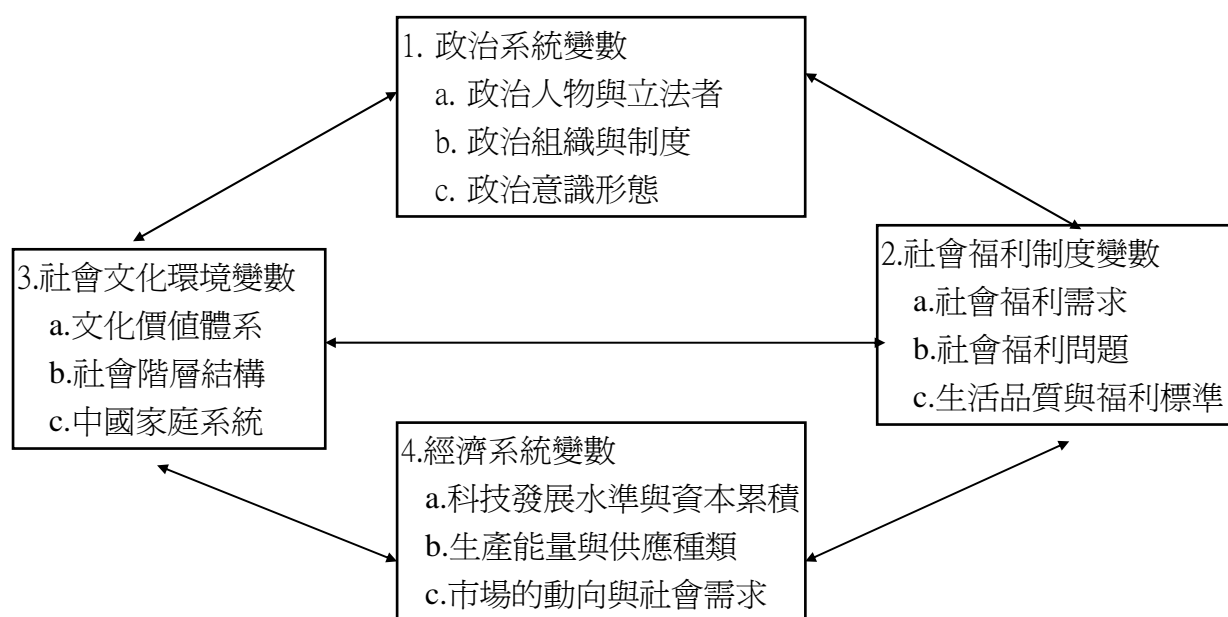 1. 政治系統變數
a. 政治人物與立法者
b. 政治組織與制度
c. 政治意識形態
2.社會福利制度變數
a.社會福利需求
b.社會福利問題
c.生活品質與福利標準
3.社會文化環境變數
a.文化價值體系
b.社會階層結構
c.中國家庭系統
4.經濟系統變數
a.科技發展水準與資本累積
b.生產能量與供應種類
c.市場的動向與社會需求